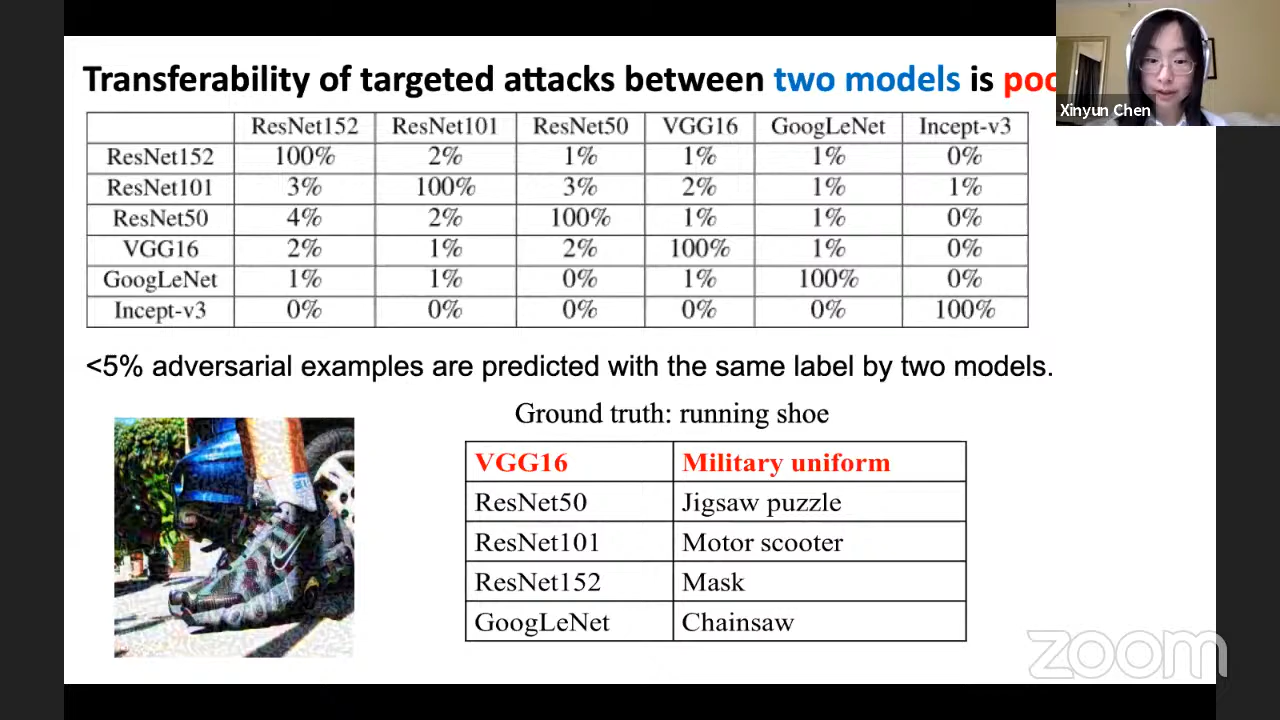 Transferability of targeted attacks between two models is
Xinyun Chen
ResNet152 ResNet101 ResNet50 VGG16 GoogLeNet Incept-v3
ResNet152 100% 2% 1% 1% 1% 0%
ResNet101 3% 100% 3% 2% 1% 1%
ResNet50 4% 2% 100% 1% 1% 0%
VGG16 2% 1% 2% 100% 1% 0%
GoogLeNet 1% 1% 0% 1% 100% 0%
Incept-v3 0% 0% 0% 0% 0% 100%
<5% adversarial examples are predicted with the same label by two models.
Ground truth: running shoe
VGG16 Military uniform
ResNet50 Jigsaw puzzle
ResNet101 Motor scooter
ResNet152 Mask
GoogLeNet Chainsaw
zoom